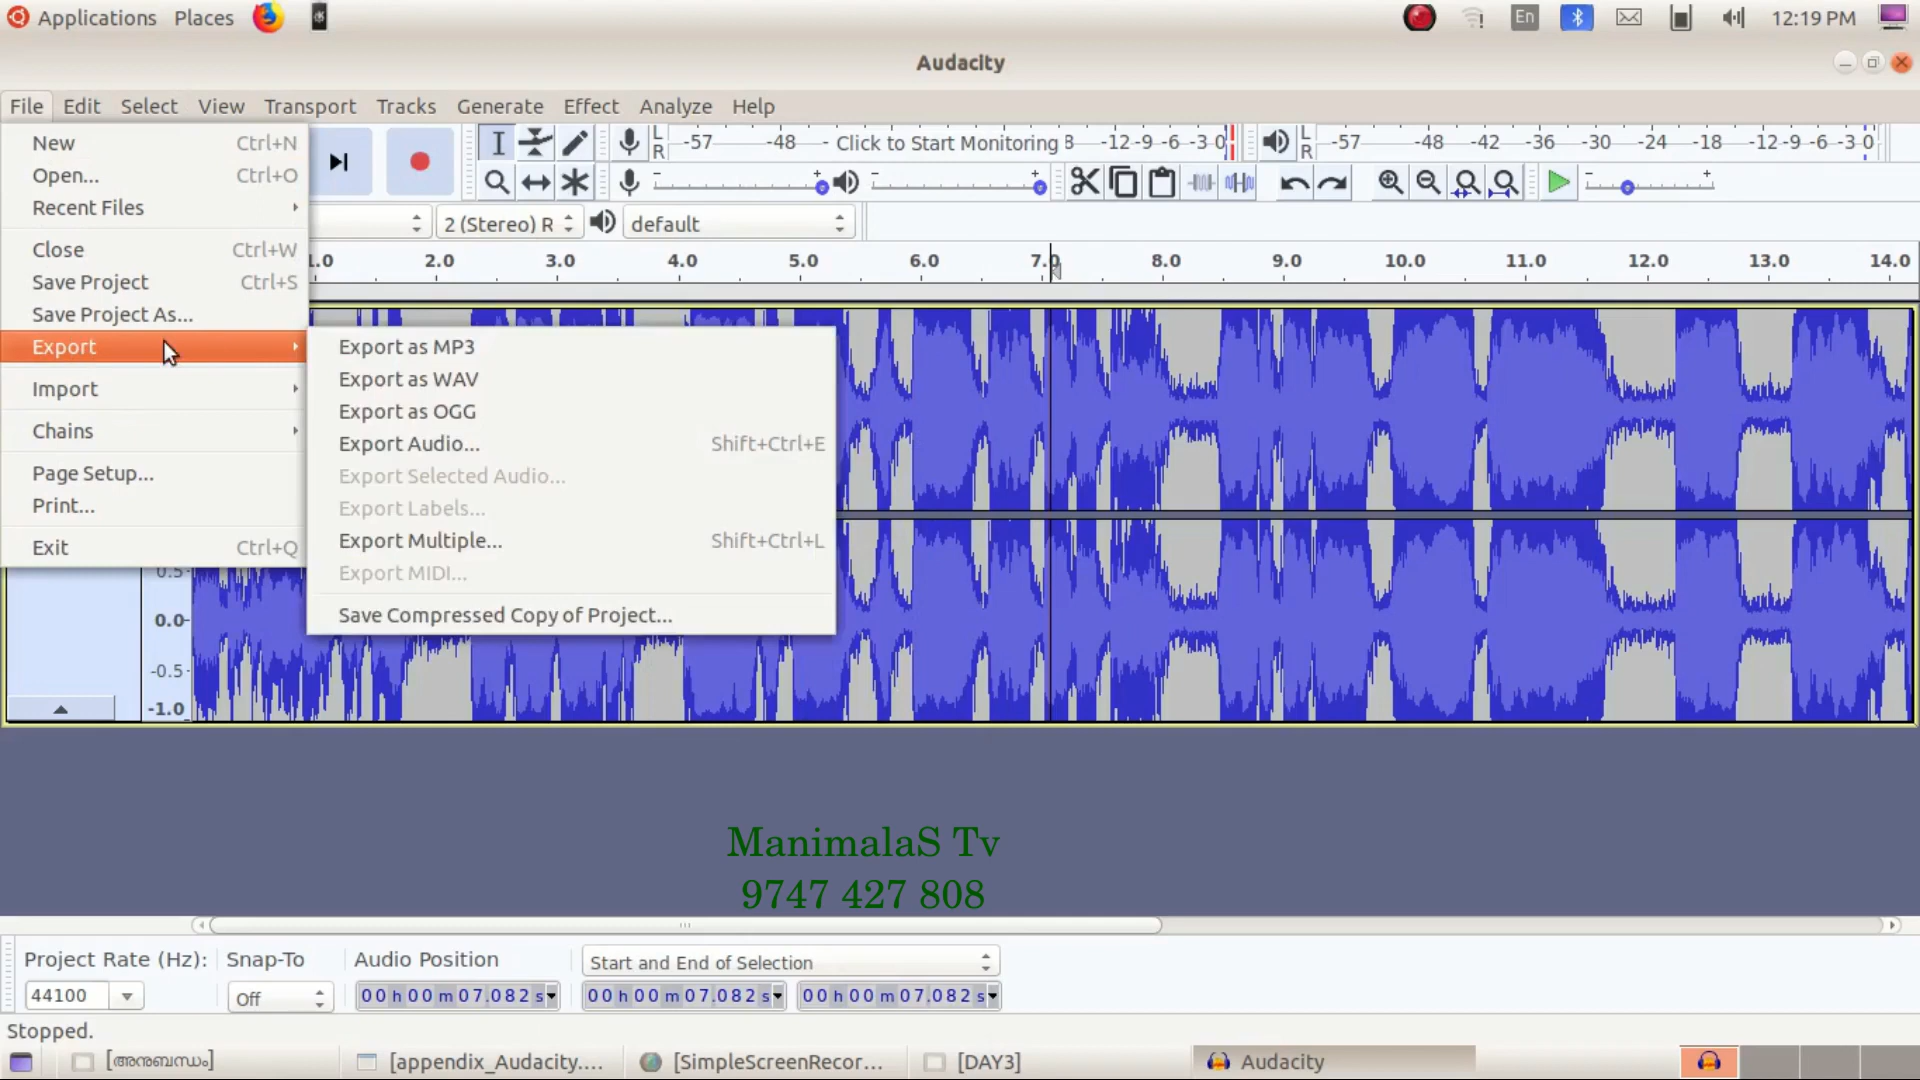 Applications Places En 12:19 PM
Audacity
File Edit Select View Transport Tracks Generate Effect Analyze Help
New Ctrl+N
Open... Ctrl+O
Recent Files
Close Ctrl+W
Save Project Ctrl+S
Save Project As...
Export
Import
Chains
Page Setup...
Print...
Exit Ctrl+Q
L -57 -48 - Click to Start Monitoring 8 -12 -9 -6 -3 0 L -57 -48 -42 -36 -30 -24 -18 -12 -9 -6 -3 0
R R
- + - + - +
2 (Stereo) R default
1.0 2.0 3.0 4.0 5.0 6.0 7.0 8.0 9.0 10.0 11.0 12.0 13.0 14.0
Export as MP3
Export as WAV
Export as OGG
Export Audio... Shift+Ctrl+E
Export Selected Audio...
Export Labels...
Export Multiple... Shift+Ctrl+L
Export MIDI...
Save Compressed Copy of Project...
0.5-
0.0-
-0.5-
-1.0
ManimalaS Tv
9747 427 808
Project Rate (Hz): Snap-To Audio Position Start and End of Selection
44100 Off 00 h 00 m 07.082 s 00 h 00 m 07.082 s 00 h 00 m 07.082 s
Stopped.
[അനുബന്ധം] [appendix_Audacity.... [SimpleScreenRecor... [DAY3] Audacity